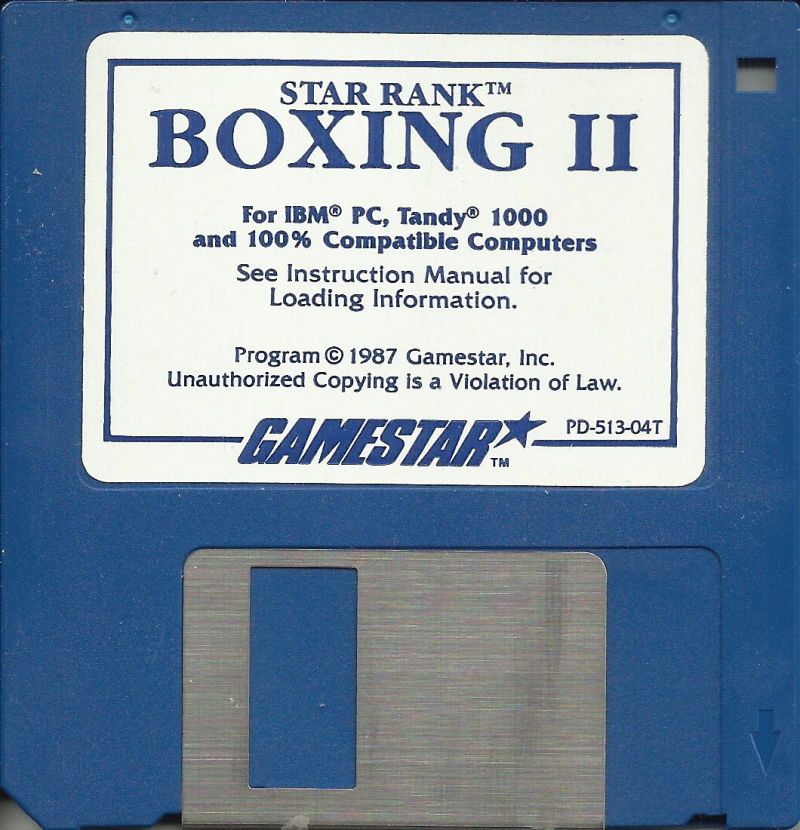 STAR RANK™
BOXING II
For IBM® PC, Tandy® 1000
and 100% Compatible Computers
See Instruction Manual for
Loading Information.
Program © 1987 Gamestar, Inc.
Unauthorized Copying is a Violation of Law.
GAMESTAR™ PD-513-04T